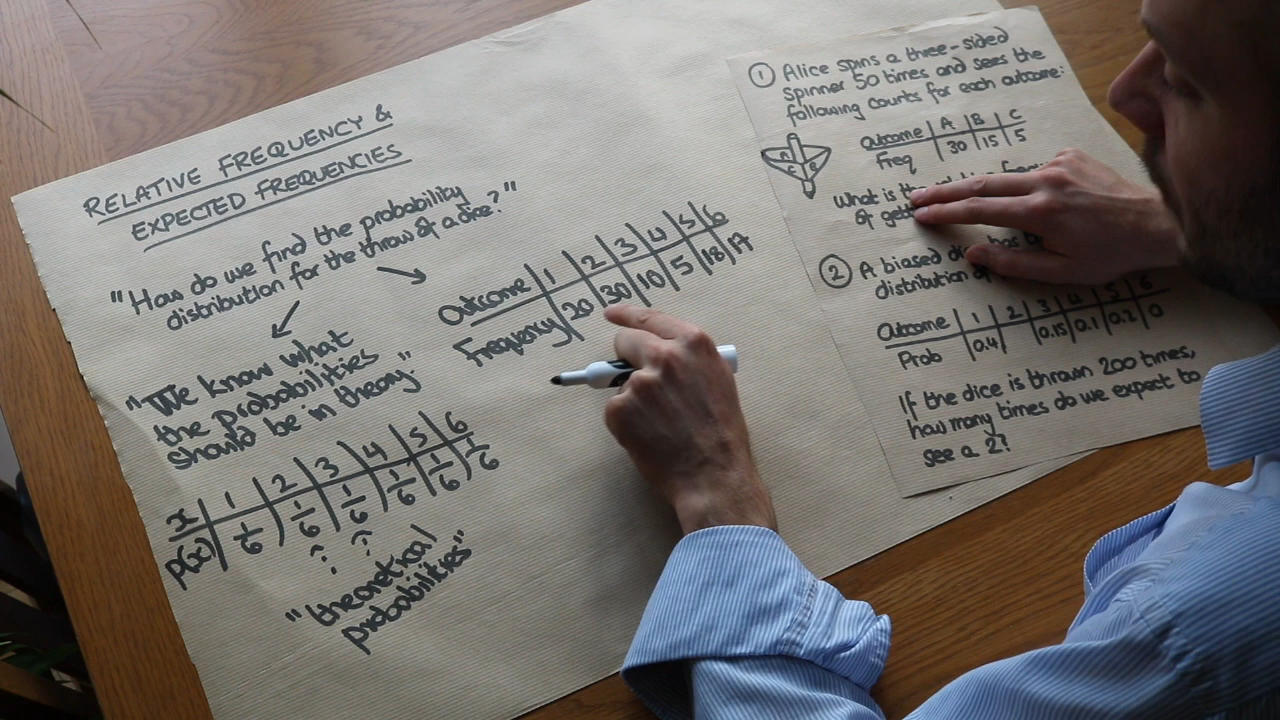 RELATIVE FREQUENCY &
EXPECTED FREQUENCIES
"How do we find the probability
distribution for the throw of a dice?"
"We know what
the probabilities
should be in theory."
x | 1 | 2 | 3 | 4 | 5 | 6
P(x) | 1/6 | 1/6 | 1/6 | 1/6 | 1/6 | 1/6
"theoretical
probabilities"
Outcome | 1 | 2 | 3 | 4 | 5 | 6
Frequency | 20 | 30 | 10 | 5 | 18 | 17
1 Alice spins a three-sided
spinner 50 times and sees the
following counts for each outcome:
Outcome | A | B | C
Freq | 30 | 15 | 5
A
C B
What is
of
2 A biased
distribution
Outcome | 1 | 2 | 3 | 4 | 5 | 6
Prob | 0.4 | | 0.15 | 0.1 | 0.2 | 0
If the dice is thrown 200 times,
how many times do we expect to
see a 2?